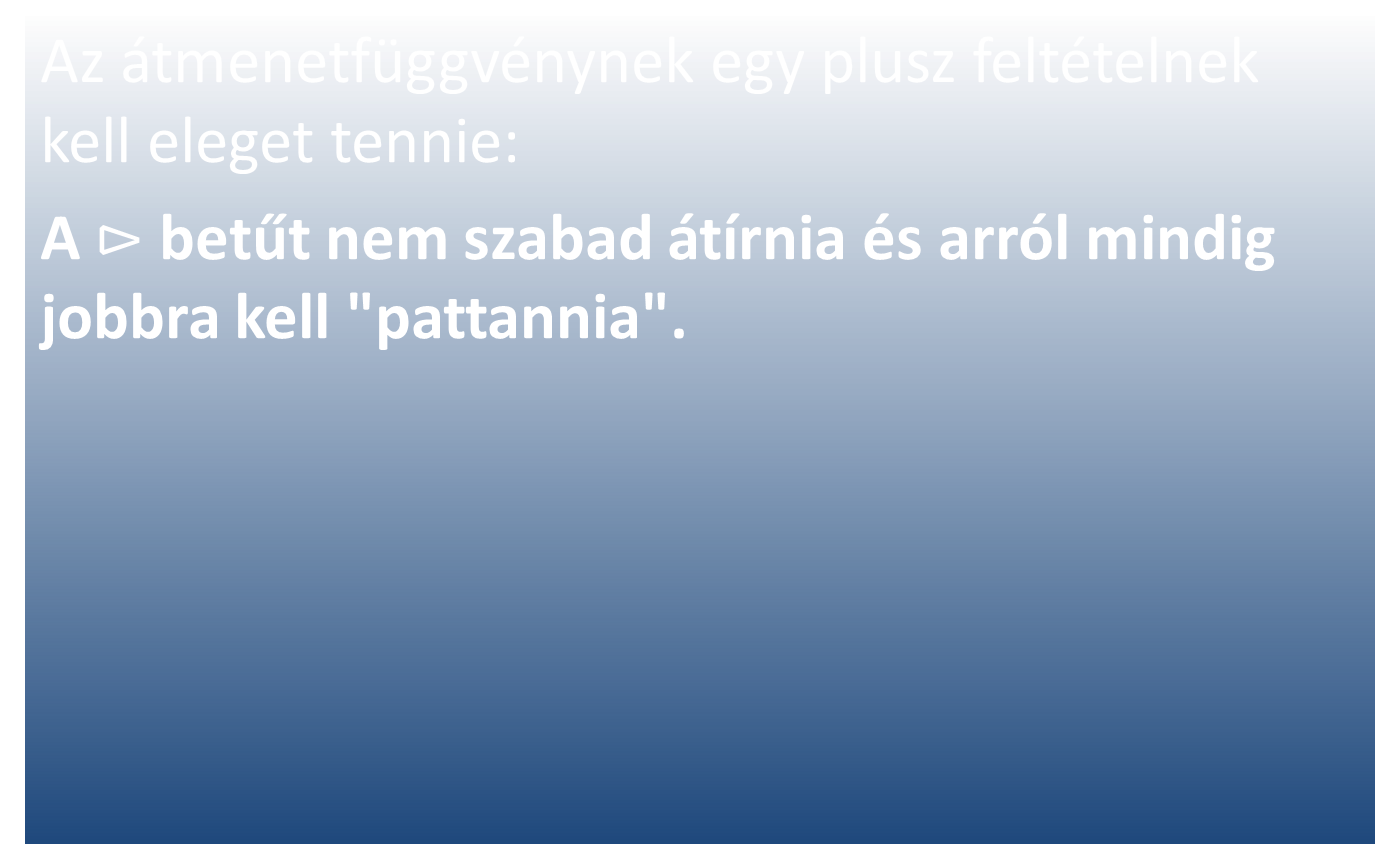 Az átmenetfüggvénynek egy plusz feltételnek
kell eleget tennie:
A ▻ betűt nem szabad átírnia és arról mindig
jobbra kell "pattannia".